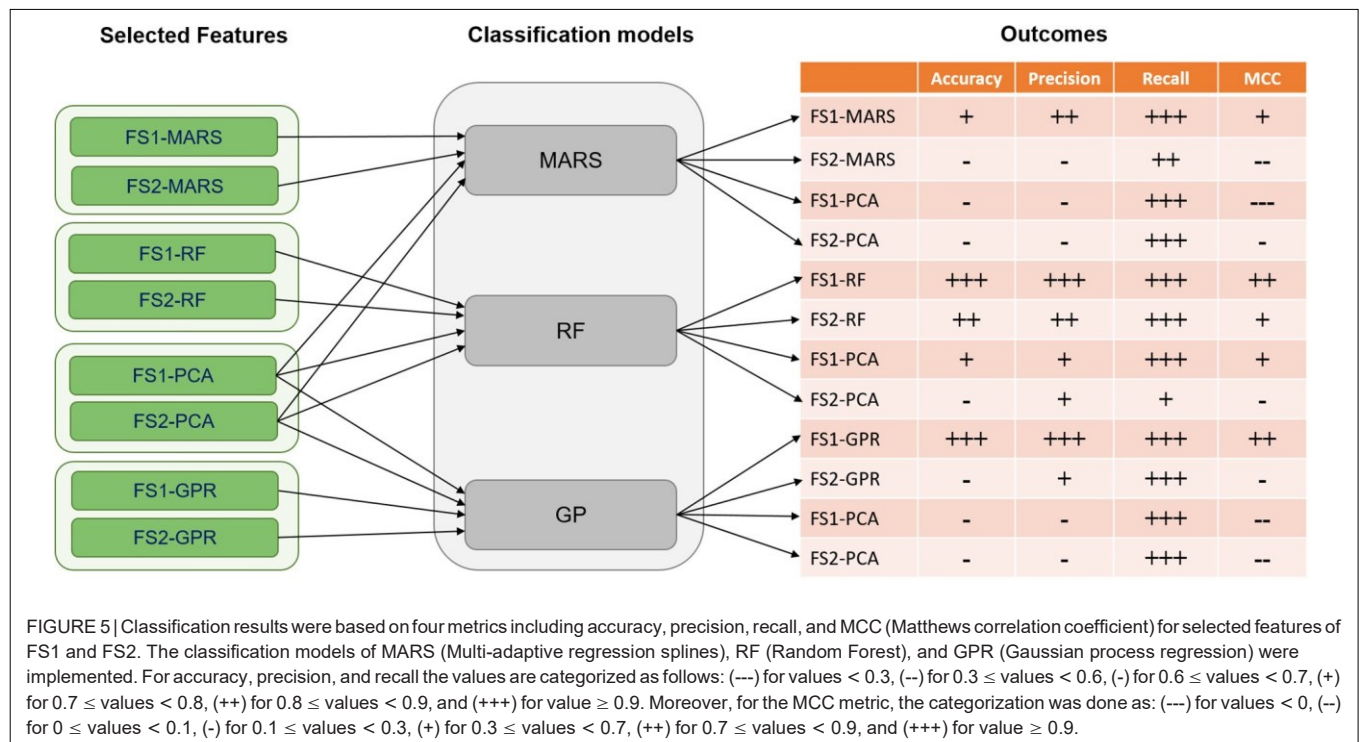 Selected Features
Classification models
Outcomes
FS1-MARS
FS2-MARS
FS1-RF
FS2-RF
FS1-PCA
FS2-PCA
FS1-GPR
FS2-GPR
MARS
RF
GP
Accuracy Precision Recall MCC
FS1-MARS + ++ +++ +
FS2-MARS - - ++ --
FS1-PCA - - +++ ---
FS2-PCA - - +++ -
FS1-RF +++ +++ +++ ++
FS2-RF ++ ++ +++ +
FS1-PCA + + +++ +
FS2-PCA - + + -
FS1-GPR +++ +++ +++ ++
FS2-GPR - + +++ -
FS1-PCA - - +++ --
FS2-PCA - - +++ --
FIGURE 5 | Classification results were based on four metrics including accuracy, precision, recall, and MCC (Matthews correlation coefficient) for selected features of
FS1 and FS2. The classification models of MARS (Multi-adaptive regression splines), RF (Random Forest), and GPR (Gaussian process regression) were
implemented. For accuracy, precision, and recall the values are categorized as follows: (---) for values < 0.3, (--) for 0.3 ≤ values < 0.6, (-) for 0.6 ≤ values < 0.7, (+)
for 0.7 ≤ values < 0.8, (++) for 0.8 ≤ values < 0.9, and (+++) for value ≥ 0.9. Moreover, for the MCC metric, the categorization was done as: (---) for values < 0, (--)
for 0 ≤ values < 0.1, (-) for 0.1 ≤ values < 0.3, (+) for 0.3 ≤ values < 0.7, (++) for 0.7 ≤ values < 0.9, and (+++) for value ≥ 0.9.